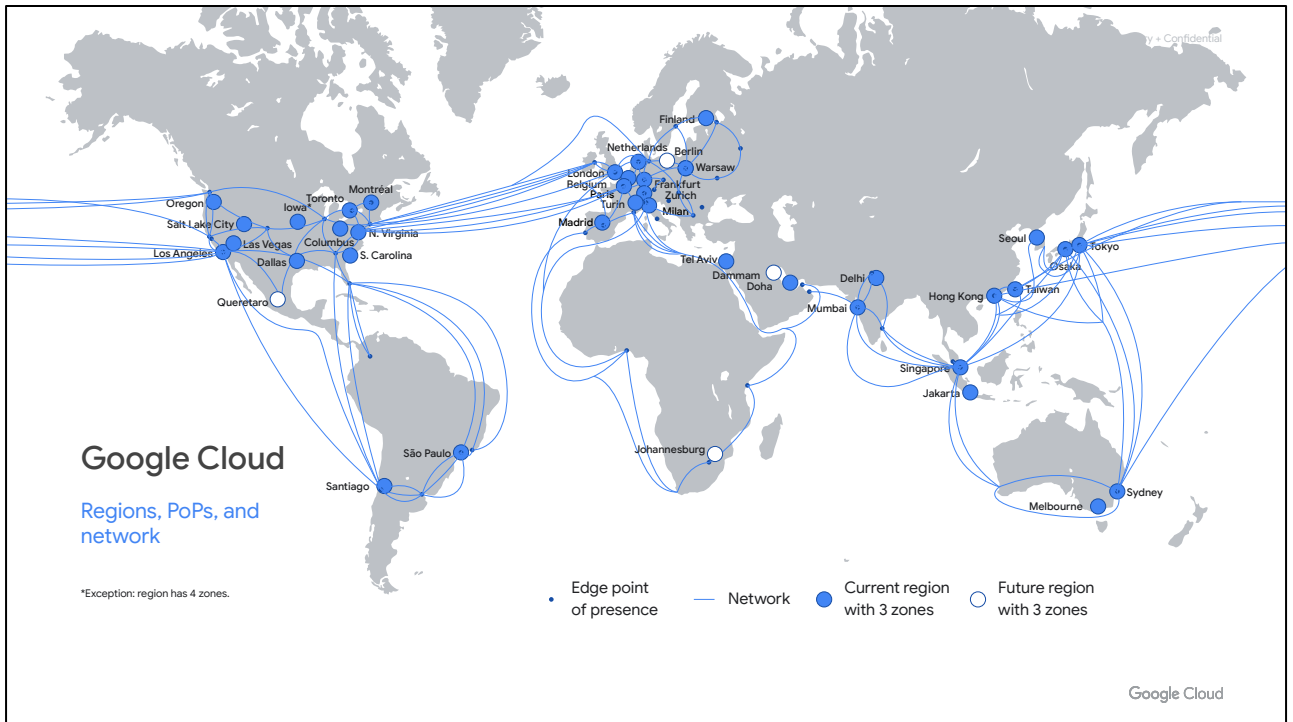 y + Confidential
Finland
Netherlands
Berlin
London
Warsaw
Belgium
Frankfurt
Paris
Zurich
Turin
Milan
Madrid
Montréal
Toronto
Oregon
Iowa*
Salt Lake City
N. Virginia
Columbus
Las Vegas
Los Angeles
S. Carolina
Dallas
Queretaro
Tel Aviv
Dammam
Doha
Delhi
Mumbai
Seoul
Tokyo
Osaka
Taiwan
Hong Kong
Singapore
Jakarta
Johannesburg
São Paulo
Santiago
Sydney
Melbourne
Google Cloud
Regions, PoPs, and
network
*Exception: region has 4 zones.
Edge point
of presence
Network
Current region
with 3 zones
Future region
with 3 zones
Google Cloud